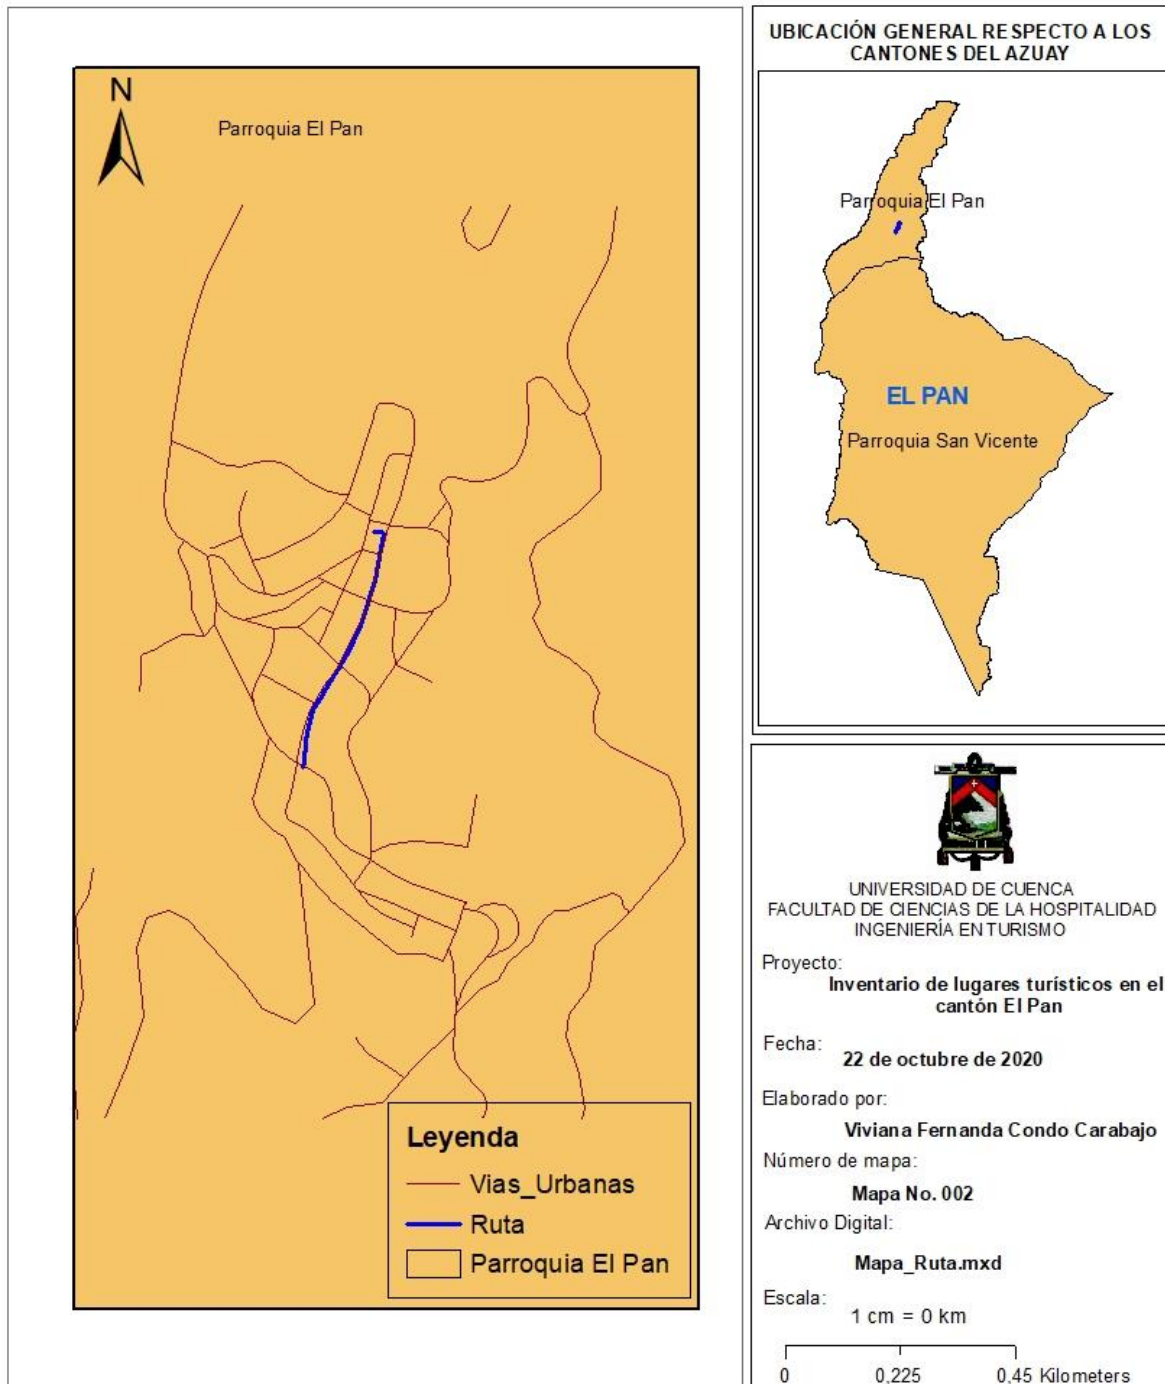 N
Parroquia El Pan
Leyenda
Vias_Urbanas
Ruta
Parroquia El Pan
UBICACIÓN GENERAL RESPECTO A LOS
CANTONES DEL AZUAY
Parroquia El Pan
EL PAN
Parroquia San Vicente
UNIVERSIDAD DE CUENCA
FACULTAD DE CIENCIAS DE LA HOSPITALIDAD
INGENIERÍA EN TURISMO
Proyecto:
Inventario de lugares turísticos en el
cantón El Pan
Fecha:
22 de octubre de 2020
Elaborado por:
Viviana Fernanda Condo Carabajo
Número de mapa:
Mapa No. 002
Archivo Digital:
Mapa_Ruta.mxd
Escala:
1 cm = 0 km
0 0,225 0,45 Kilometers